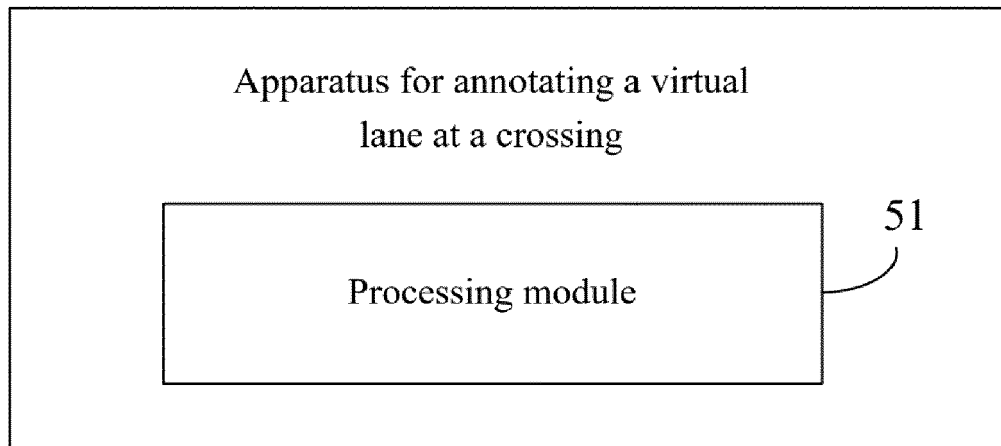 Apparatus for annotating a virtual
lane at a crossing
51
Processing module